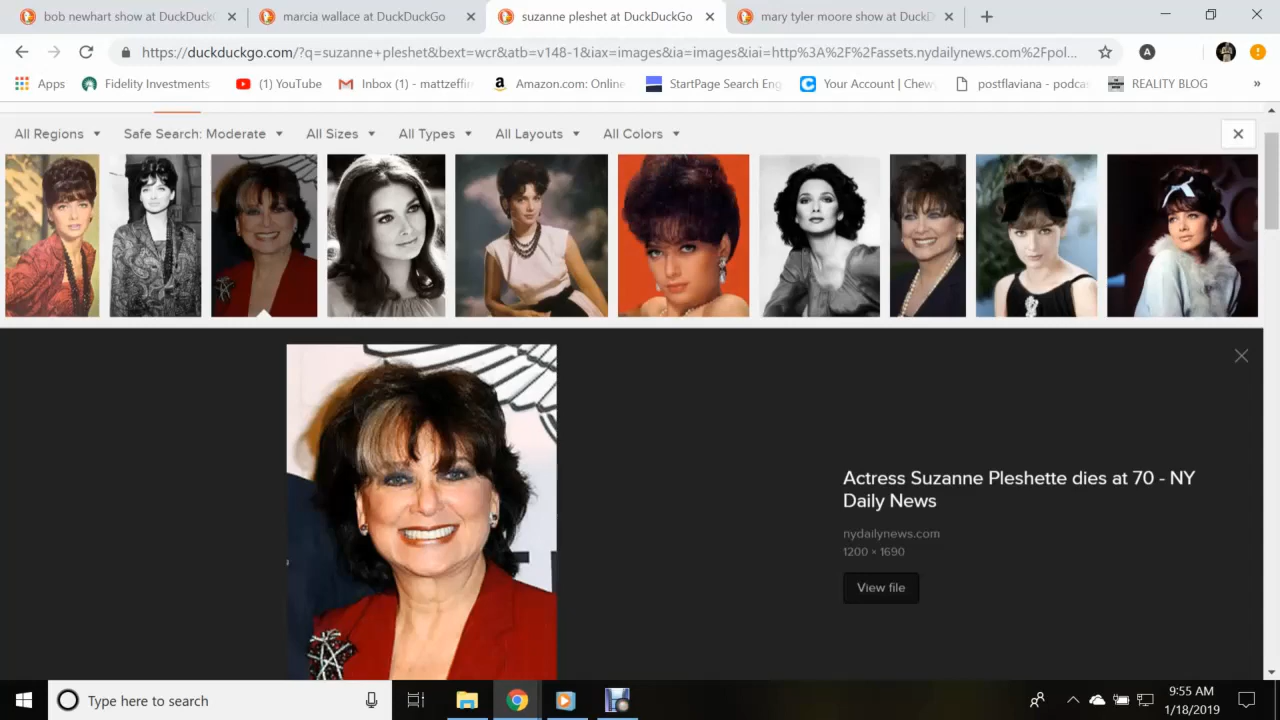 bob newhart show at DuckDuckG
marcia wallace at DuckDuckGo
suzanne pleshet at DuckDuckGo
mary tyler moore show at DuckD
https://duckduckgo.com/?q=suzanne+pleshet&bext=wcr&atb=v148-1&iax=images&ia=images&iai=http%3A%2F%2Fassets.nydailynews.com%2Fpol...
A
Apps
Fidelity Investments
(1) YouTube
Inbox (1) - mattzeffir
Amazon.com: Online
StartPage Search Eng
Your Account | Chew
postflaviana - podca
REALITY BLOG
»
All Regions
Safe Search: Moderate
All Sizes
All Types
All Layouts
All Colors
Actress Suzanne Pleshette dies at 70 - NY
Daily News
nydailynews.com
1200 × 1690
View file
Type here to search
9:55 AM
1/18/2019